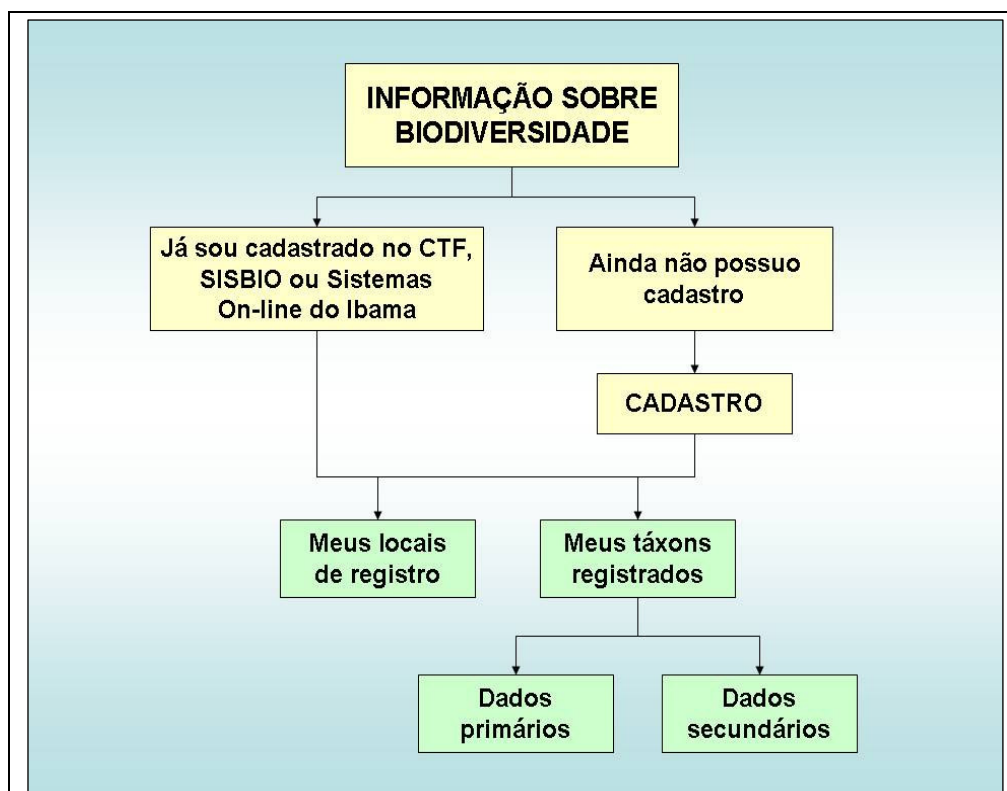 INFORMAÇÃO SOBRE
BIODIVERSIDADE
Já sou cadastrado no CTF,
SISBIO ou Sistemas
On-line do Ibama
Ainda não possuo
cadastro
CADASTRO
Meus locais
de registro
Meus táxons
registrados
Dados
primários
Dados
secundários